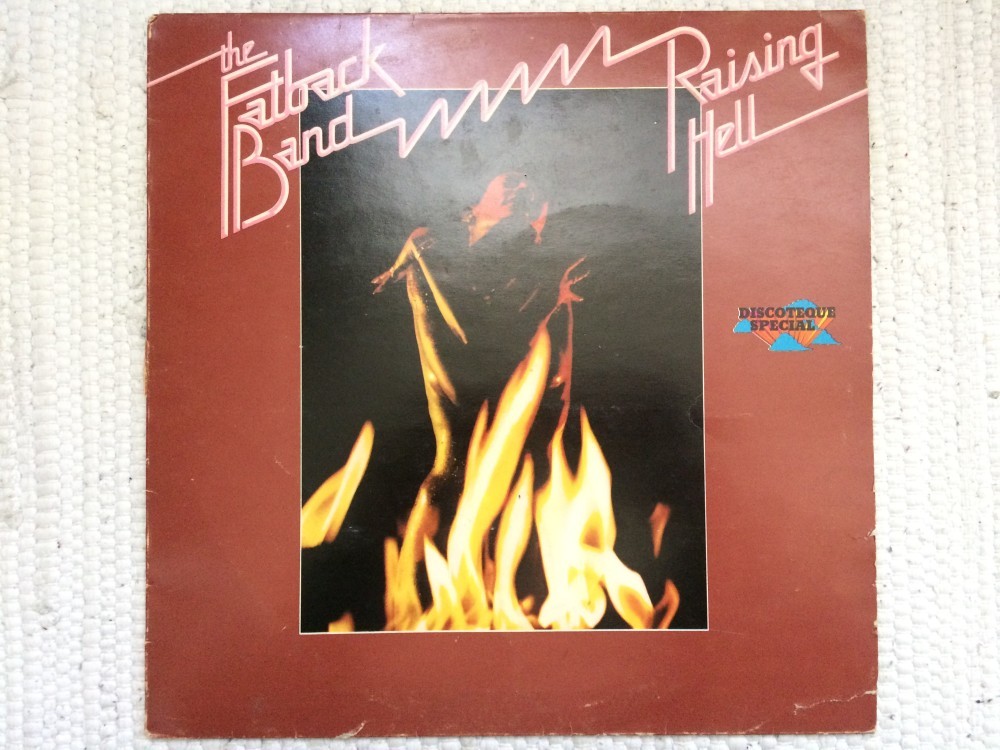 the
Fatback
Band
Raising
Hell
DISCOTEQUE
SPECIAL